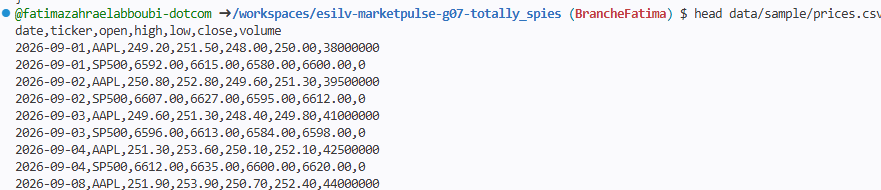 @fatimazahraelabboubi-dotcom ➜/workspaces/esilv-marketpulse-g07-totally_spies (BrancheFatima) $ head data/sample/prices.csv
date,ticker,open,high,low,close,volume
2026-09-01,AAPL,249.20,251.50,248.00,250.00,38000000
2026-09-01,SP500,6592.00,6615.00,6580.00,6600.00,0
2026-09-02,AAPL,250.80,252.80,249.60,251.30,39500000
2026-09-02,SP500,6607.00,6627.00,6595.00,6612.00,0
2026-09-03,AAPL,249.60,251.30,248.40,249.80,41000000
2026-09-03,SP500,6596.00,6613.00,6584.00,6598.00,0
2026-09-04,AAPL,251.30,253.60,250.10,252.10,42500000
2026-09-04,SP500,6612.00,6635.00,6600.00,6620.00,0
2026-09-08,AAPL,251.90,253.90,250.70,252.40,44000000